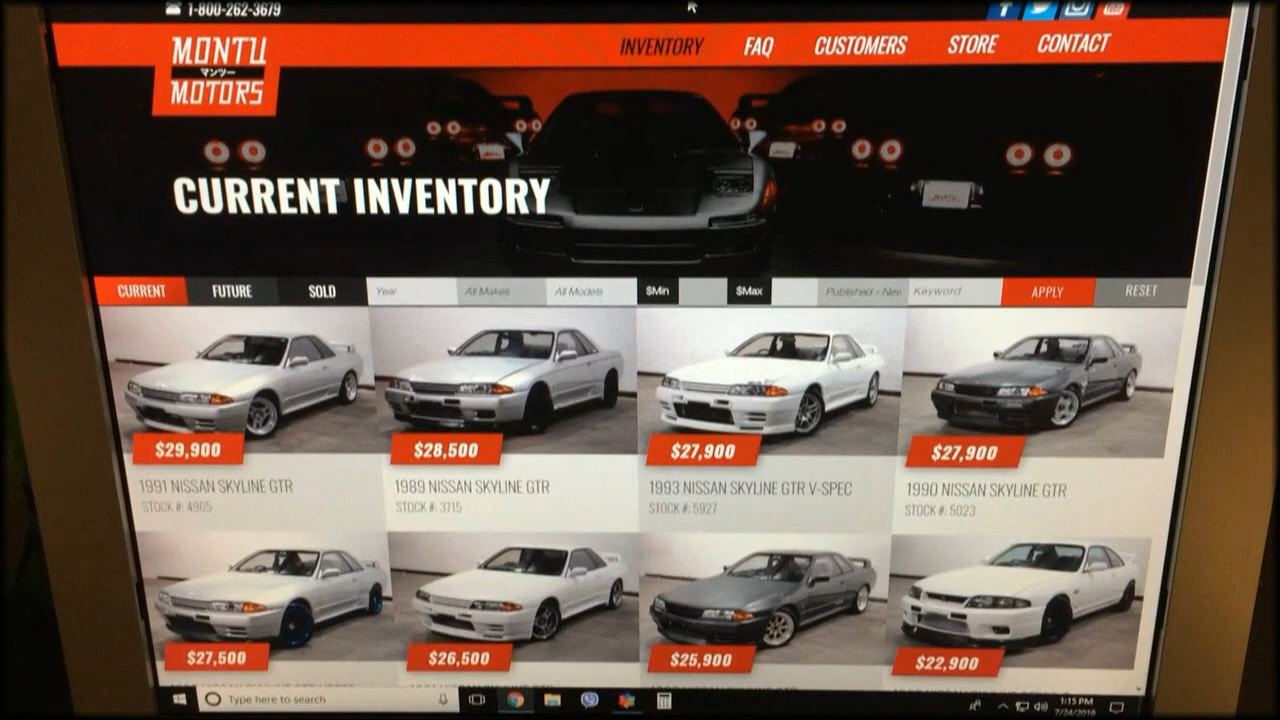 1-800-262-3679
MONTU
マンツー
MOTORS
INVENTORY FAQ CUSTOMERS STORE CONTACT
CURRENT INVENTORY
CURRENT FUTURE SOLD Year All Makes All Models $Min $Max Published - New Keyword APPLY RESET
$29,900 $28,500 $27,900 $27,900
1991 NISSAN SKYLINE GTR 1989 NISSAN SKYLINE GTR 1993 NISSAN SKYLINE GTR V-SPEC 1990 NISSAN SKYLINE GTR
STOCK #: 4965 STOCK #: 3715 STOCK #: 5927 STOCK #: 5023
$27,500 $26,500 $25,900 $22,900
Type here to search
1:15 PM